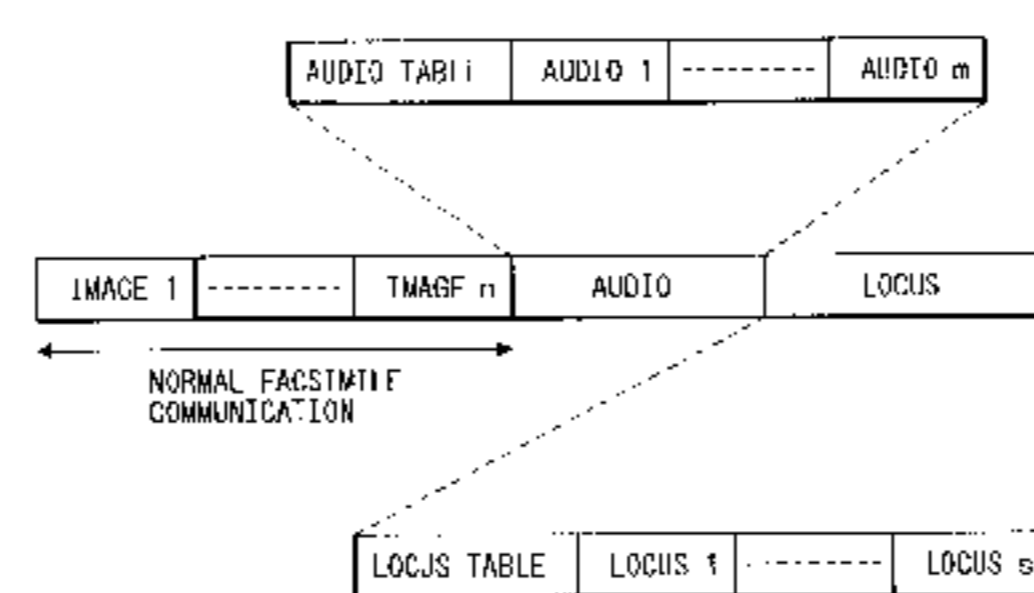 AUDIO TABLE AUDIO 1 AUDIO m
IMAGE 1 IMAGE n AUDIO LOCUS
NORMAL FACSIMILE
COMMUNICATION
LOCUS TABLE LOCUS 1 LOCUS s